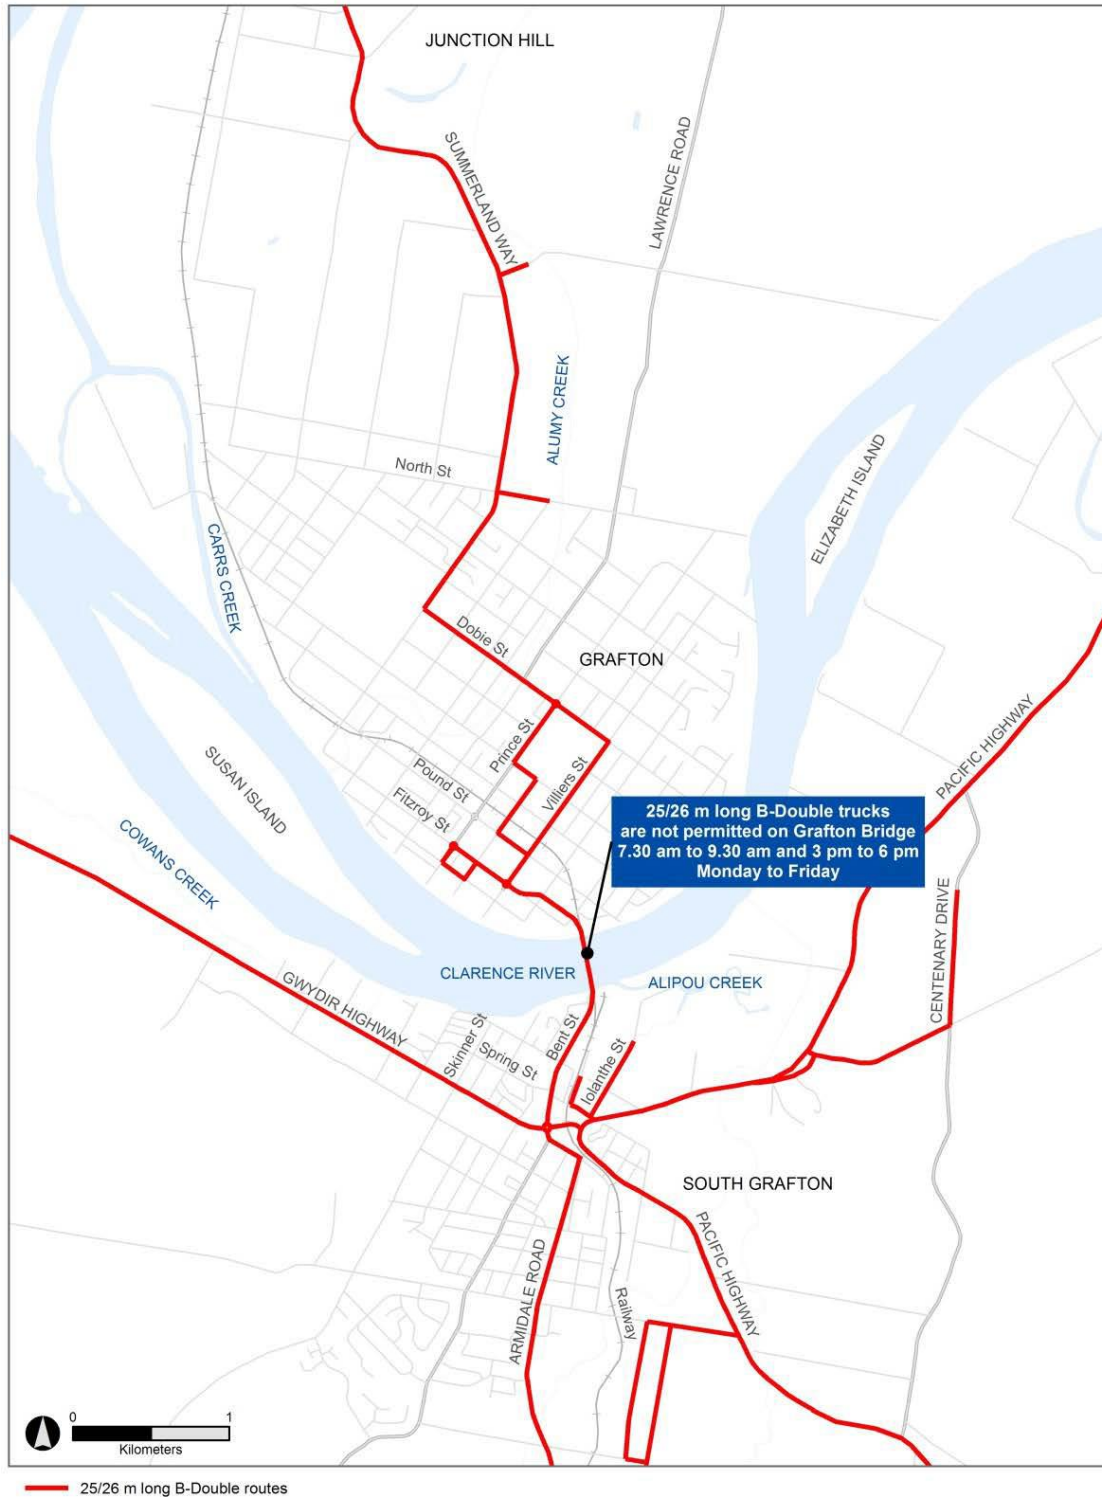 JUNCTION HILL
SUMMERLAND WAY
LAWRENCE ROAD
ALUMY CREEK
North St
ELIZABETH ISLAND
CARRS CREEK
Dobie St
GRAFTON
Prince St
PACIFIC HIGHWAY
SUSAN ISLAND
Pound St
Villiers St
Fitzroy St
25/26 m long B-Double trucks
are not permitted on Grafton Bridge
7.30 am to 9.30 am and 3 pm to 6 pm
Monday to Friday
COWANS CREEK
CENTENARY DRIVE
CLARENCE RIVER
ALIPOU CREEK
GWYDIR HIGHWAY
Skinner St
Spring St
Bent St
Iolanthe St
SOUTH GRAFTON
PACIFIC HIGHWAY
ARMIDALE ROAD
Railway
0
1
Kilometers
25/26 m long B-Double routes